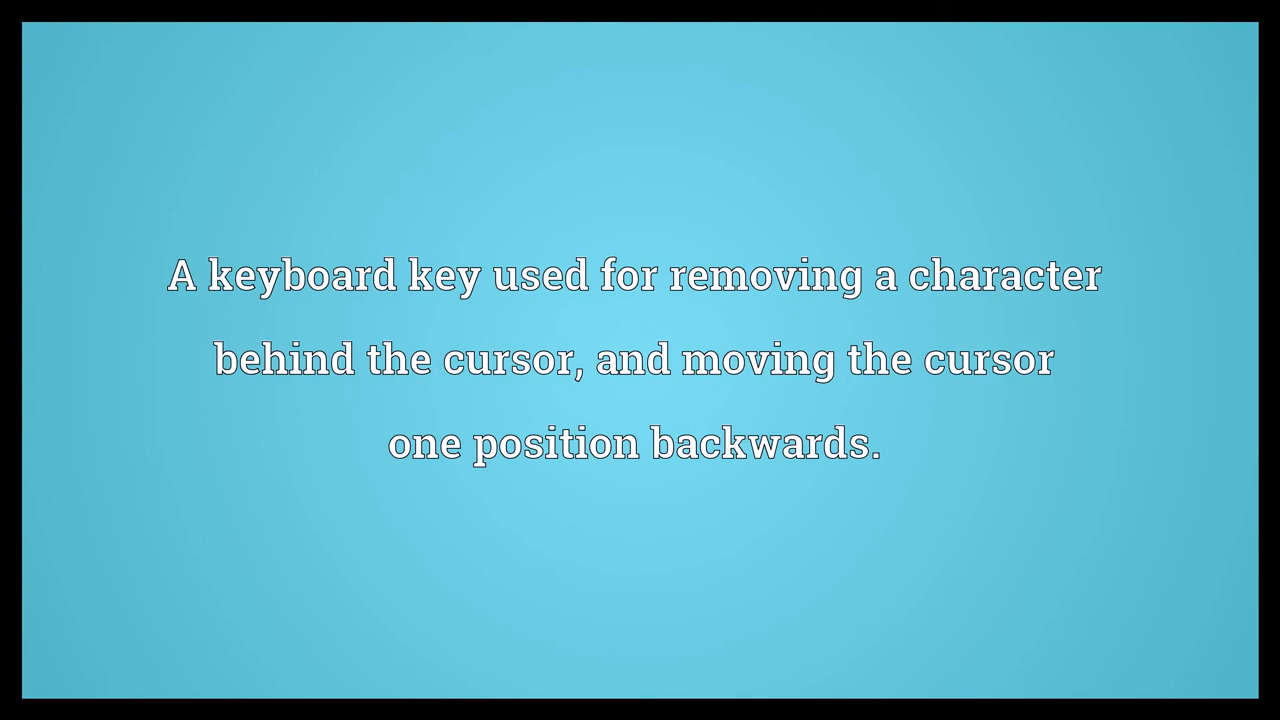 A keyboard key used for removing a character
behind the cursor, and moving the cursor
one position backwards.